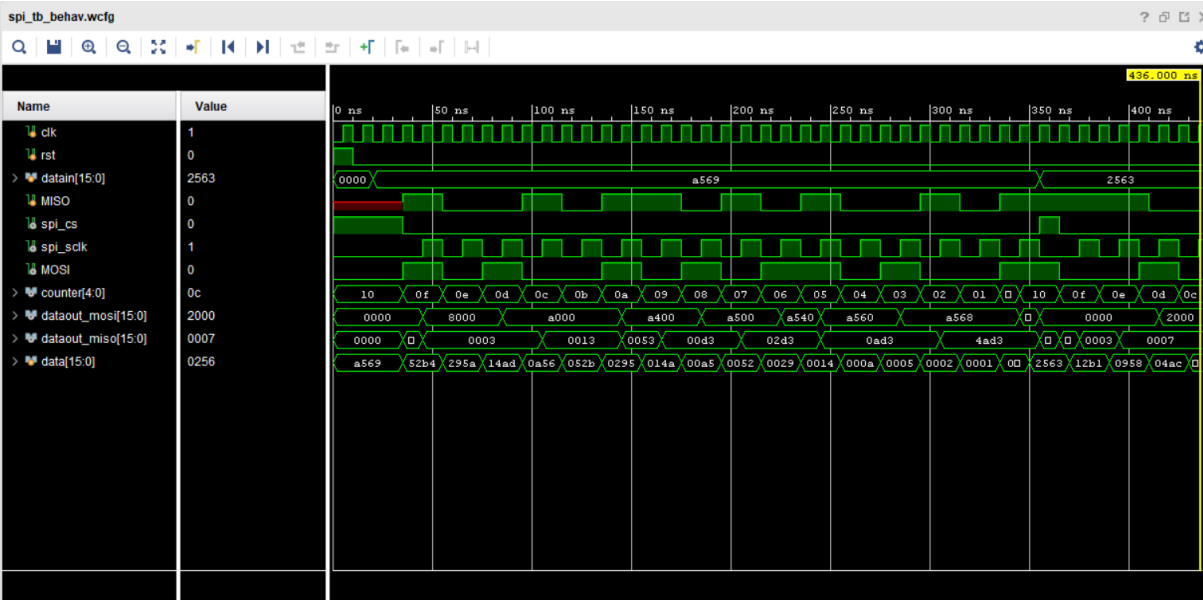 spi_tb_behav.wcfg
436.000 ns
Name Value 0 ns 50 ns 100 ns 150 ns 200 ns 250 ns 300 ns 350 ns 400 ns
clk 1
rst 0
datain[15:0] 2563 0000 a569 2563
MISO 0
spi_cs 0
spi_sclk 1
MOSI 0
counter[4:0] 0c 10 0f 0e 0d 0c 0b 0a 09 08 07 06 05 04 03 02 01 10 0f 0e 0d 0c
dataout_mosi[15:0] 2000 0000 8000 a000 a400 a500 a540 a560 a568 0000 2000
dataout_miso[15:0] 0007 0000 0003 0013 0053 00d3 02d3 0ad3 4ad3 0003 0007
data[15:0] 0256 a569 52b4 295a 14ad 0a56 052b 0295 014a 00a5 0052 0029 0014 000a 0005 0002 0001 2563 12b1 0958 04ac